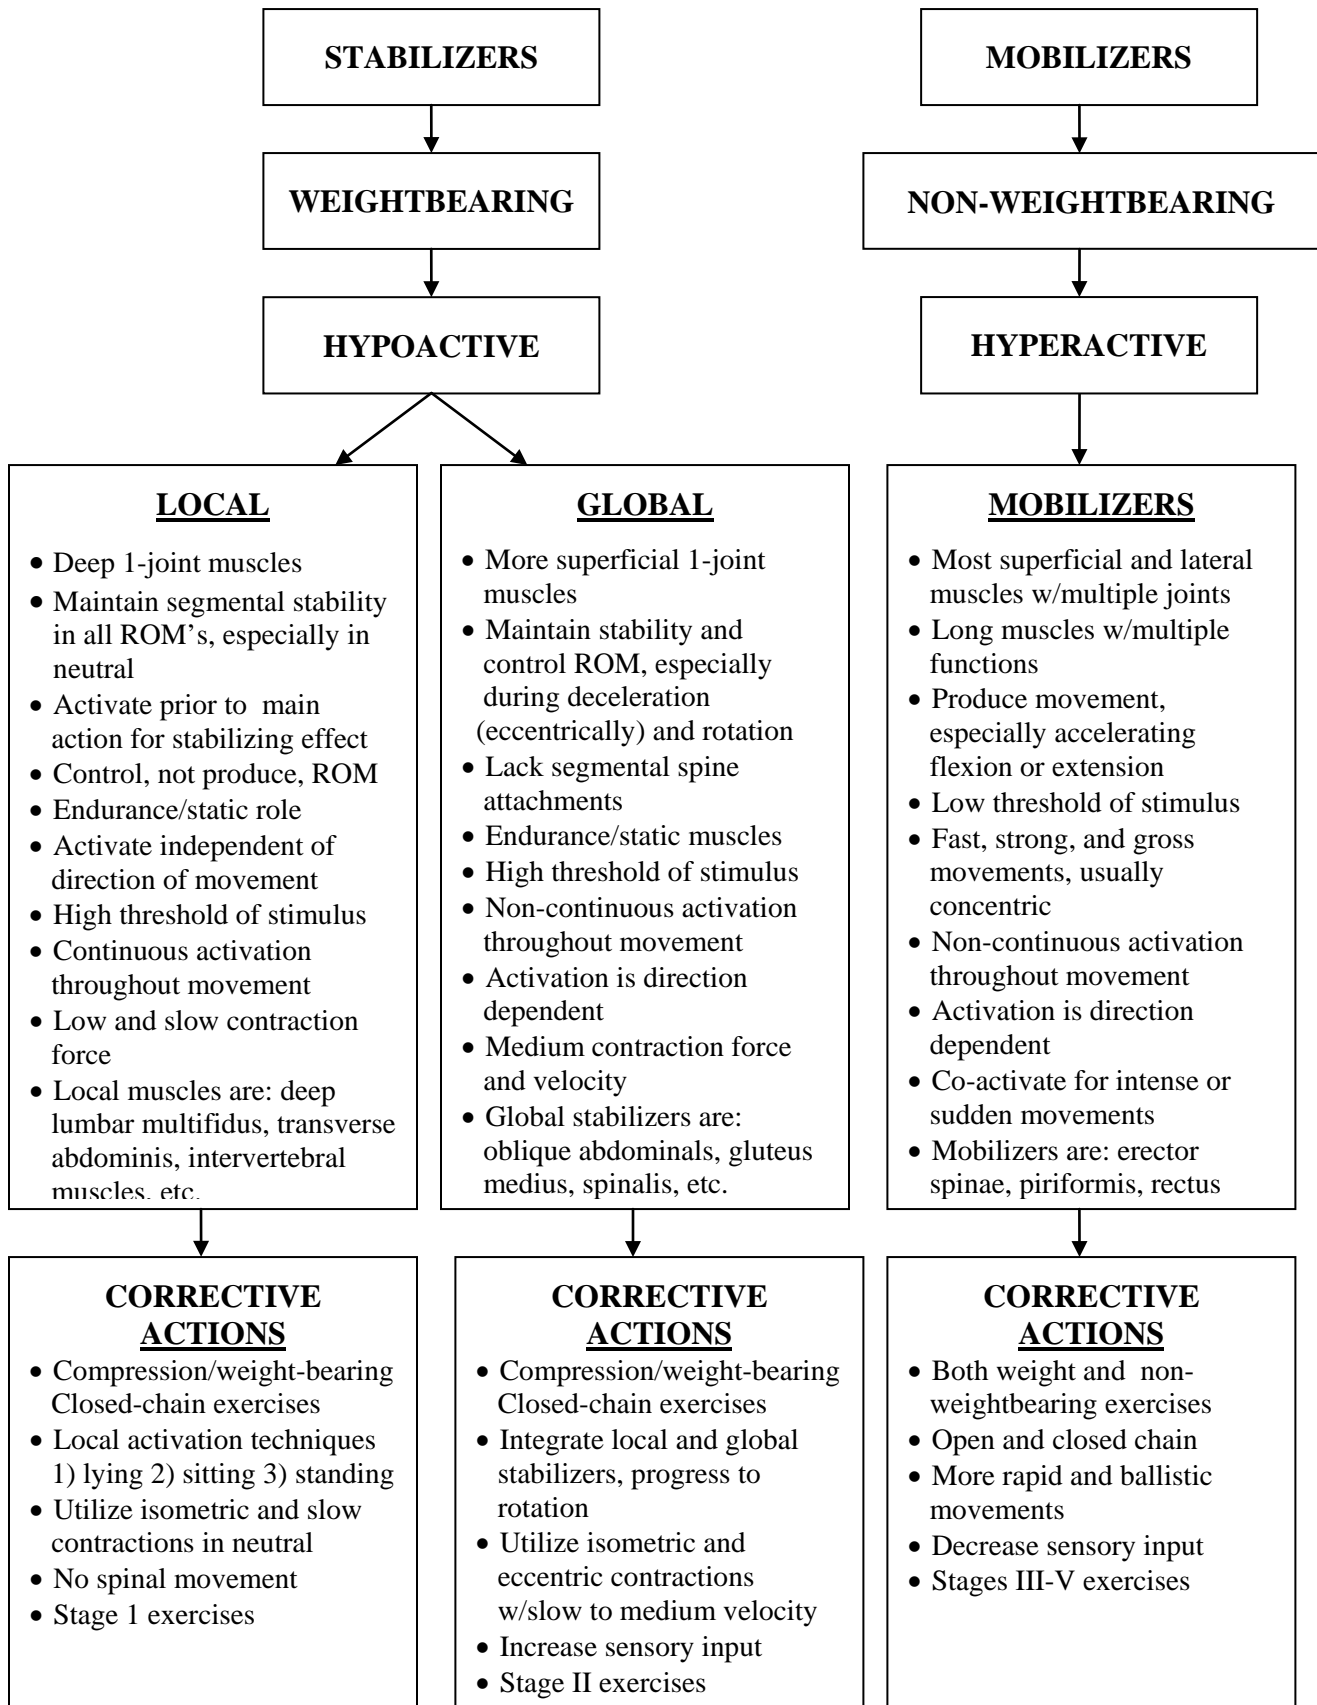 STABILIZERS
MOBILIZERS
WEIGHTBEARING
NON-WEIGHTBEARING
HYPOACTIVE
HYPERACTIVE
LOCAL
• Deep 1-joint muscles
• Maintain segmental stability
in all ROM’s, especially in
neutral
• Activate prior to  main
action for stabilizing effect
• Control, not produce, ROM
• Endurance/static role
• Activate independent of
direction of movement
• High threshold of stimulus
• Continuous activation
throughout movement
• Low and slow contraction
force
• Local muscles are: deep
lumbar multifidus, transverse
abdominis, intervertebral
muscles, etc.
GLOBAL
• More superficial 1-joint
muscles
• Maintain stability and
control ROM, especially
during deceleration
(eccentrically) and rotation
• Lack segmental spine
attachments
• Endurance/static muscles
• High threshold of stimulus
• Non-continuous activation
throughout movement
• Activation is direction
dependent
• Medium contraction force
and velocity
• Global stabilizers are:
oblique abdominals, gluteus
medius, spinalis, etc.
MOBILIZERS
• Most superficial and lateral
muscles w/multiple joints
• Long muscles w/multiple
functions
• Produce movement,
especially accelerating
flexion or extension
• Low threshold of stimulus
• Fast, strong, and gross
movements, usually
concentric
• Non-continuous activation
throughout movement
• Activation is direction
dependent
• Co-activate for intense or
sudden movements
• Mobilizers are: erector
spinae, piriformis, rectus
CORRECTIVE
ACTIONS
• Compression/weight-bearing
Closed-chain exercises
• Local activation techniques
1) lying 2) sitting 3) standing
• Utilize isometric and slow
contractions in neutral
• No spinal movement
• Stage 1 exercises
CORRECTIVE
ACTIONS
• Compression/weight-bearing
Closed-chain exercises
• Integrate local and global
stabilizers, progress to
rotation
• Utilize isometric and
eccentric contractions
w/slow to medium velocity
• Increase sensory input
• Stage II exercises
CORRECTIVE
ACTIONS
• Both weight and  non-
weightbearing exercises
• Open and closed chain
• More rapid and ballistic
movements
• Decrease sensory input
• Stages III-V exercises